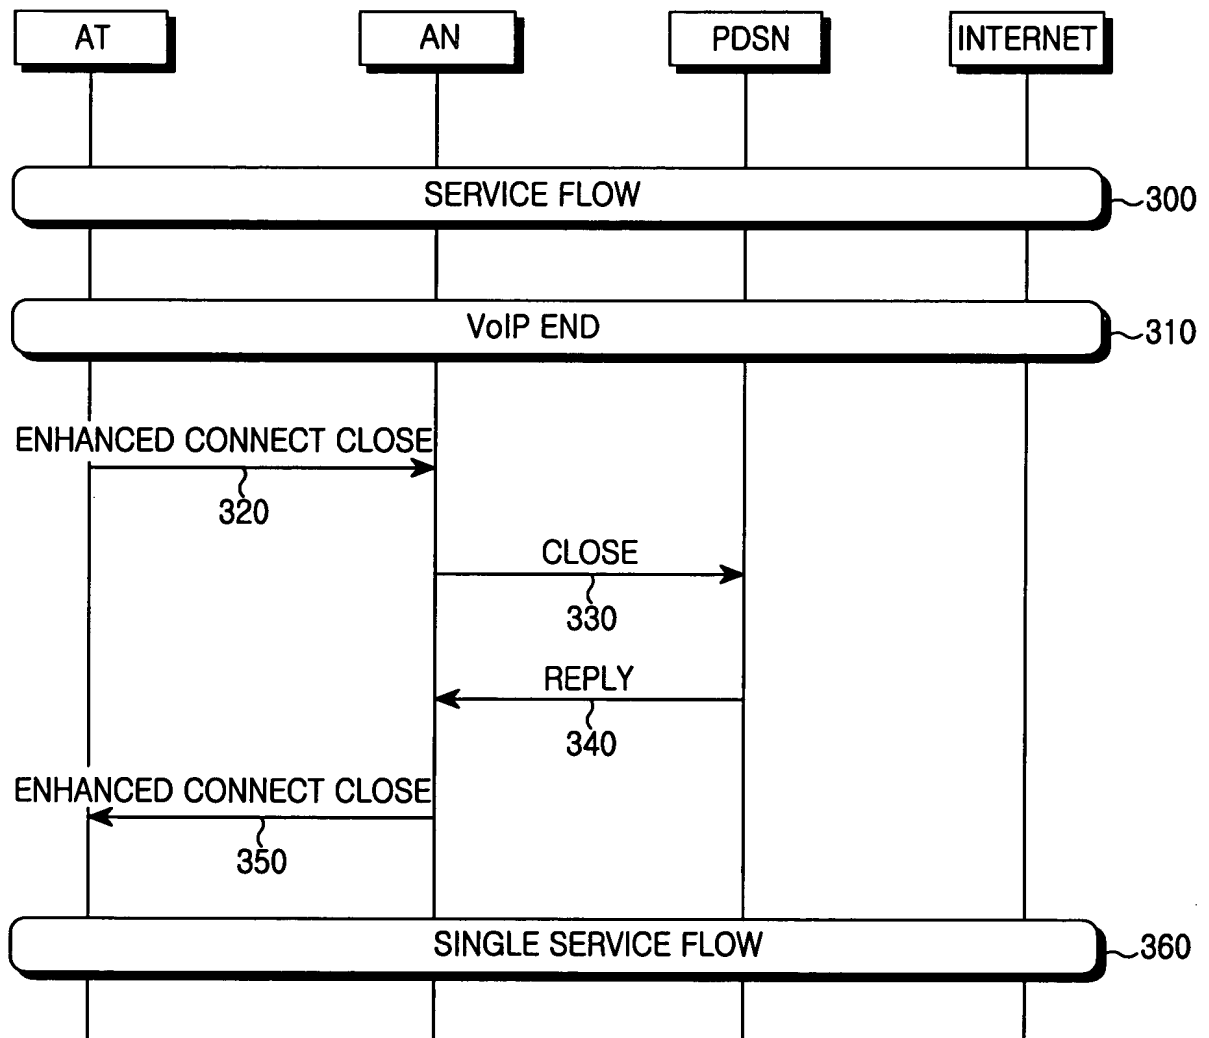 AT
AN
PDSN
INTERNET
SERVICE FLOW
300
VoIP END
310
ENHANCED CONNECT CLOSE
320
CLOSE
330
REPLY
340
ENHANCED CONNECT CLOSE
350
SINGLE SERVICE FLOW
360